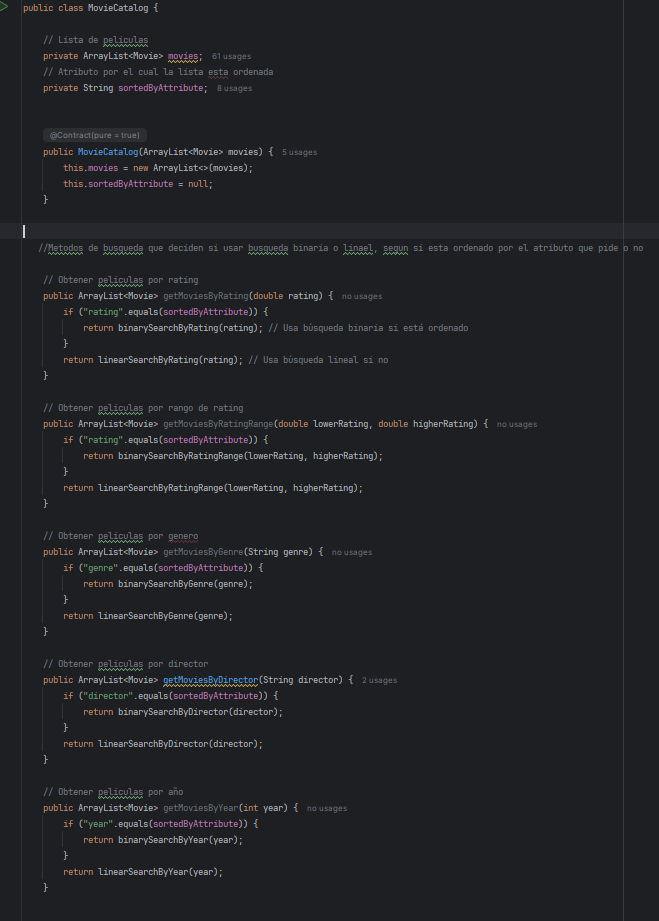 public class MovieCatalog {
// Lista de peliculas
private ArrayList<Movie> movies; 61 usages
// Atributo por el cual la lista esta ordenada
private String sortedByAttribute; 8 usages
@Contract(pure = true)
public MovieCatalog(ArrayList<Movie> movies) { 5 usages
this.movies = new ArrayList<>(movies);
this.sortedByAttribute = null;
}
//Metodos de busqueda que deciden si usar busqueda binaria o linael, segun si esta ordenado por el atributo que pide o no
// Obtener peliculas por rating
public ArrayList<Movie> getMoviesByRating(double rating) { no usages
if ("rating".equals(sortedByAttribute)) {
return binarySearchByRating(rating); // Usa búsqueda binaria si está ordenado
}
return linearSearchByRating(rating); // Usa búsqueda lineal si no
}
// Obtener peliculas por rango de rating
public ArrayList<Movie> getMoviesByRatingRange(double lowerRating, double higherRating) { no usages
if ("rating".equals(sortedByAttribute)) {
return binarySearchByRatingRange(lowerRating, higherRating);
}
return linearSearchByRatingRange(lowerRating, higherRating);
}
// Obtener peliculas por genero
public ArrayList<Movie> getMoviesByGenre(String genre) { no usages
if ("genre".equals(sortedByAttribute)) {
return binarySearchByGenre(genre);
}
return linearSearchByGenre(genre);
}
// Obtener peliculas por director
public ArrayList<Movie> getMoviesByDirector(String director) { 2 usages
if ("director".equals(sortedByAttribute)) {
return binarySearchByDirector(director);
}
return linearSearchByDirector(director);
}
// Obtener peliculas por año
public ArrayList<Movie> getMoviesByYear(int year) { no usages
if ("year".equals(sortedByAttribute)) {
return binarySearchByYear(year);
}
return linearSearchByYear(year);
}